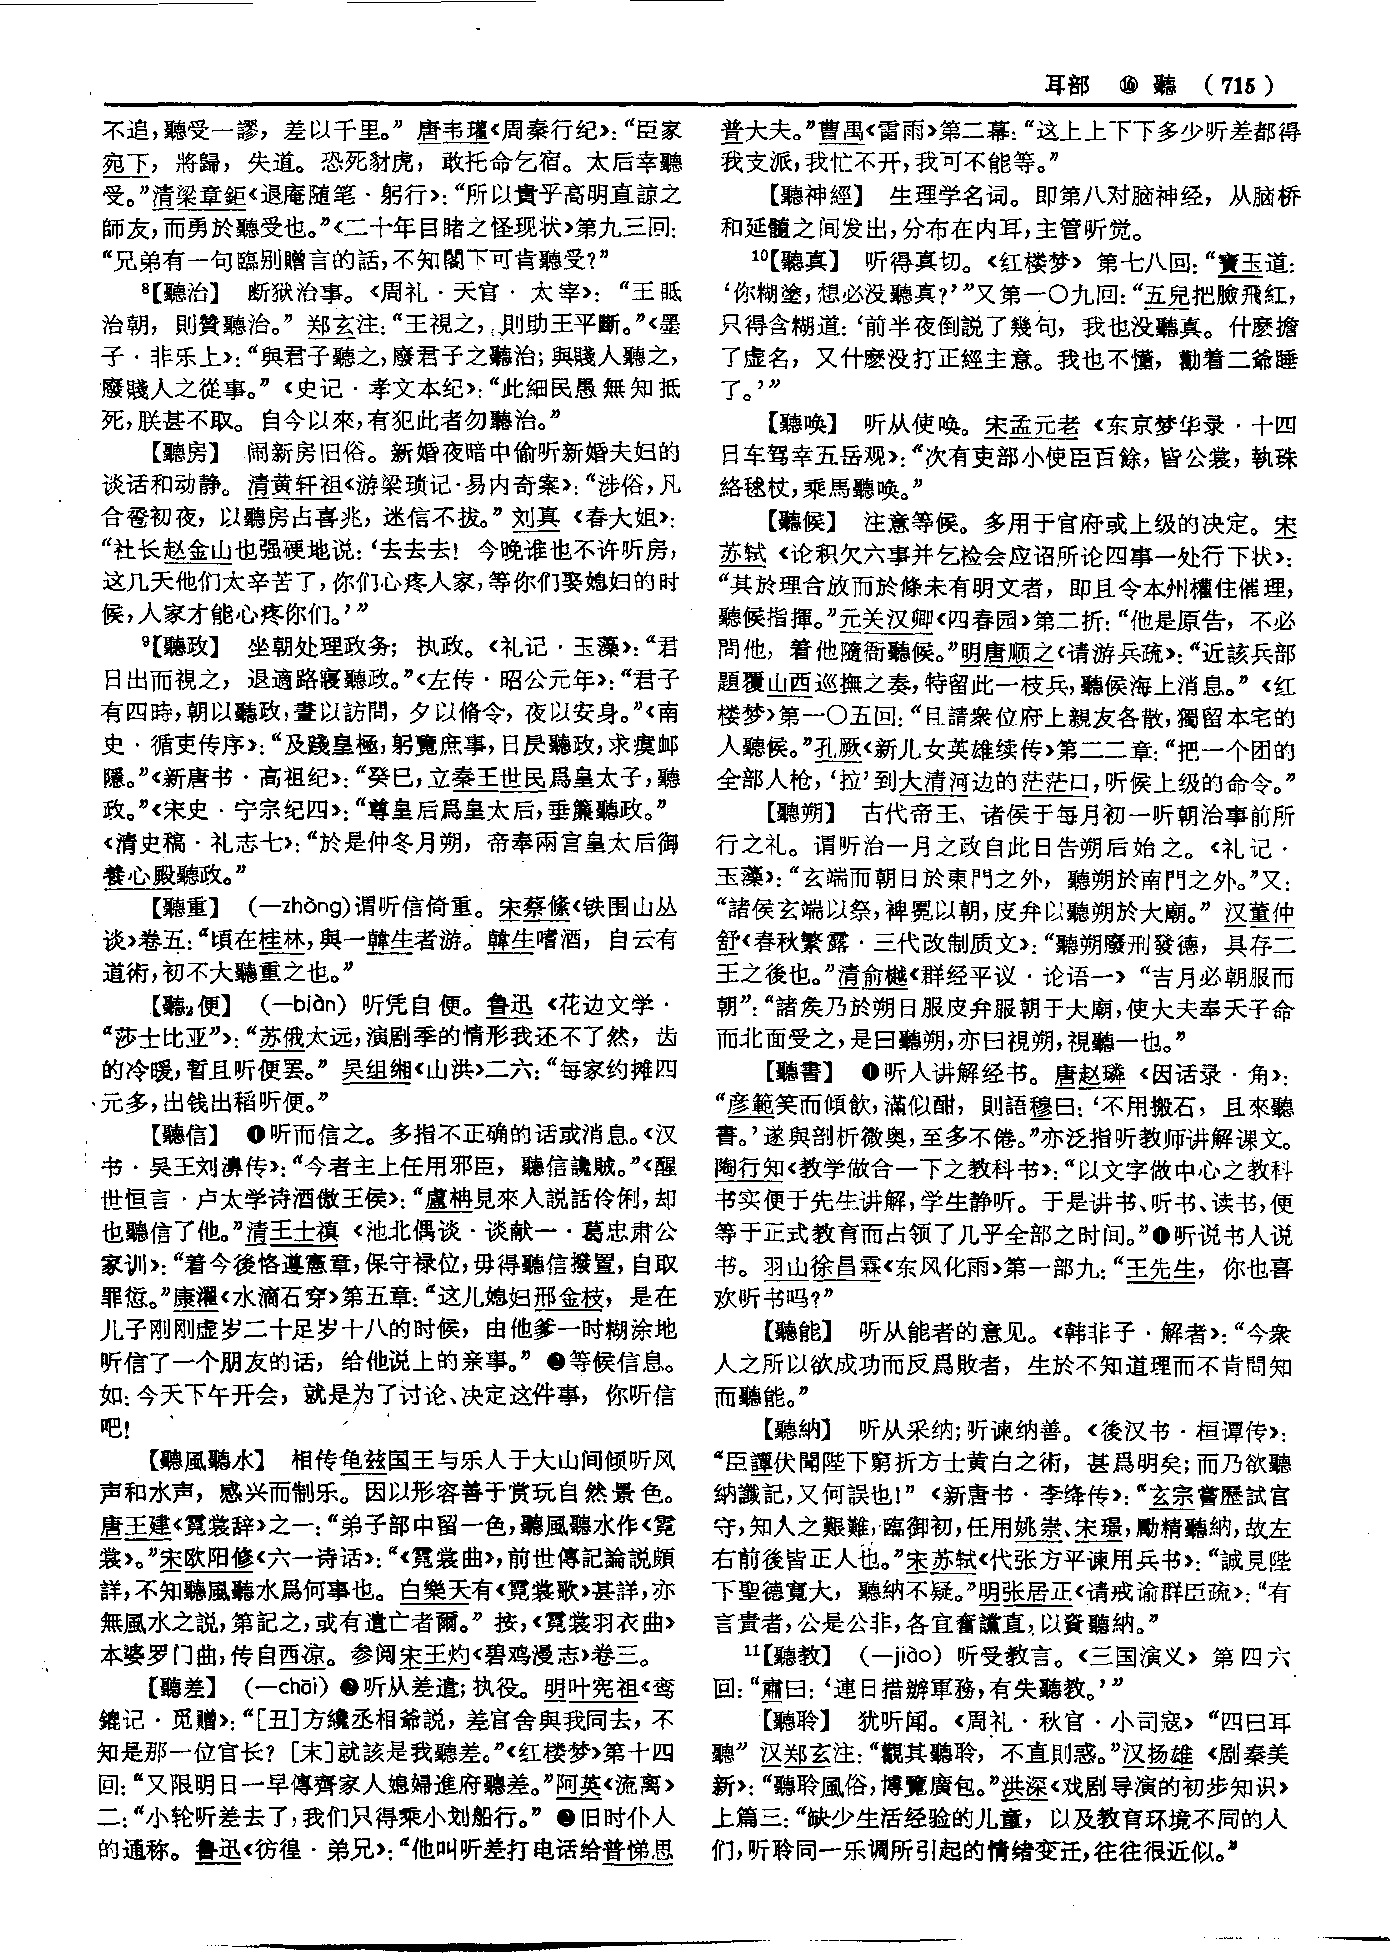 耳部　⑯　聽　（715）
不追，聽受一謬，差以千里。”唐韦瓘《周秦行纪》：“臣家
宛下，將歸，失道。恐死豺虎，敢托命乞宿。太后幸聽
受。”清梁章鉅《退庵随笔·躬行》：“所以貴乎高明直諒之
師友，而勇於聽受也。”《二十年目睹之怪现状》第九三回：
“兄弟有一句臨别贈言的話，不知閣下可肯聽受？”
⁸【聽治】　断狱治事。《周礼·天官·太宰》：“王眡
治朝，則贊聽治。”郑玄注：“王視之，則助王平斷。”《墨
子·非乐上》：“與君子聽之，廢君子之聽治；與賤人聽之，
廢賤人之從事。”《史记·孝文本纪》：“此細民愚無知抵
死，朕甚不取。自今以來，有犯此者勿聽治。”
【聽房】　闹新房旧俗。新婚夜暗中偷听新婚夫妇的
谈话和动静。清黄轩祖《游梁琐记·易内奇案》：“涉俗，凡
合卺初夜，以聽房占喜兆，迷信不拔。”刘真《春大姐》：
“社长赵金山也强硬地说：‘去去去！今晚谁也不许听房，
这几天他们太辛苦了，你们心疼人家，等你们娶媳妇的时
候，人家才能心疼你们。’”
⁹【聽政】　坐朝处理政务；执政。《礼记·玉藻》：“君
日出而視之，退適路寢聽政。”《左传·昭公元年》：“君子
有四時，朝以聽政，晝以訪問，夕以脩令，夜以安身。”《南
史·循吏传序》：“及踐皇極，躬覽庶事，日昃聽政，求瘼卹
隱。”《新唐书·高祖纪》：“癸巳，立秦王世民爲皇太子，聽
政。”《宋史·宁宗纪四》：“尊皇后爲皇太后，垂簾聽政。”
《清史稿·礼志七》：“於是仲冬月朔，帝奉兩宫皇太后御
養心殿聽政。”
【聽重】　（—zhòng）谓听信倚重。宋蔡絛《铁围山丛
谈》卷五：“頃在桂林，與一韓生者游。韓生嗜酒，自云有
道術，初不大聽重之也。”
【聽₂便】　（—biàn）听凭自便。鲁迅《花边文学·
“莎士比亚”》：“苏俄太远，演剧季的情形我还不了然，齿
的冷暖，暂且听便罢。”吴组缃《山洪》二六：“每家约摊四
元多，出钱出稻听便。”
【聽信】　❶听而信之。多指不正确的话或消息。《汉
书·吴王刘濞传》：“今者主上任用邪臣，聽信讒賊。”《醒
世恒言·卢太学诗酒傲王侯》：“盧柟見來人説話伶俐，却
也聽信了他。”清王士禛《池北偶谈·谈献一·葛忠肃公
家训》：“着今後恪遵憲章，保守禄位，毋得聽信撥置，自取
罪愆。”康濯《水滴石穿》第五章：“这儿媳妇邢金枝，是在
儿子刚刚虚岁二十足岁十八的时候，由他爹一时糊涂地
听信了一个朋友的话，给他说上的亲事。”❷等候信息。
如：今天下午开会，就是为了讨论、决定这件事，你听信
吧！
【聽風聽水】　相传龟兹国王与乐人于大山间倾听风
声和水声，感兴而制乐。因以形容善于赏玩自然景色。
唐王建《霓裳辞》之一：“弟子部中留一色，聽風聽水作《霓
裳》。”宋欧阳修《六一诗话》：“《霓裳曲》，前世傳記論説頗
詳，不知聽風聽水爲何事也。白樂天有《霓裳歌》甚詳，亦
無風水之説，第記之，或有遺亡者爾。”按，《霓裳羽衣曲》
本婆罗门曲，传自西凉。参阅宋王灼《碧鸡漫志》卷三。
【聽差】　（—chāi）❶听从差遣；执役。明叶宪祖《鸾
鎞记·觅赠》：“［丑］方纔丞相爺説，差官舍與我同去，不
知是那一位官长？［末］就該是我聽差。”《红楼梦》第十四
回：“又限明日一早傳齊家人媳婦進府聽差。”阿英《流离》
二：“小轮听差去了，我们只得乘小划船行。”❷旧时仆人
的通称。鲁迅《彷徨·弟兄》：“他叫听差打电话给普悌思
普大夫。”曹禺《雷雨》第二幕：“这上上下下多少听差都得
我支派，我忙不开，我可不能等。”
【聽神經】　生理学名词。即第八对脑神经，从脑桥
和延髓之间发出，分布在内耳，主管听觉。
¹⁰【聽真】　听得真切。《红楼梦》第七八回：“寶玉道：
‘你糊塗，想必没聽真？’”又第一〇九回：“五兒把臉飛紅，
只得含糊道：‘前半夜倒説了幾句，我也没聽真。什麽擔
了虚名，又什麽没打正經主意。我也不懂，勸着二爺睡
了。’”
【聽唤】　听从使唤。宋孟元老《东京梦华录·十四
日车驾幸五岳观》：“次有吏部小使臣百餘，皆公裳，執珠
絡毬杖，乘馬聽唤。”
【聽候】　注意等候。多用于官府或上级的决定。宋
苏轼《论积欠六事并乞检会应诏所论四事一处行下状》：
“其於理合放而於條未有明文者，即且令本州權住催理，
聽候指揮。”元关汉卿《四春园》第二折：“他是原告，不必
問他，着他隨衙聽候。”明唐顺之《请游兵疏》：“近該兵部
題覆山西巡撫之奏，特留此一枝兵，聽候海上消息。”《红
楼梦》第一〇五回：“且請衆位府上親友各散，獨留本宅的
人聽候。”孔厥《新儿女英雄续传》第二二章：“把一个团的
全部人枪，‘拉’到大清河边的茫茫口，听候上级的命令。”
【聽朔】　古代帝王、诸侯于每月初一听朝治事前所
行之礼。谓听治一月之政自此日告朔后始之。《礼记·
玉藻》：“玄端而朝日於東門之外，聽朔於南門之外。”又：
“諸侯玄端以祭，裨冕以朝，皮弁以聽朔於大廟。”汉董仲
舒《春秋繁露·三代改制质文》：“聽朔廢刑發德，具存二
王之後也。”清俞樾《群经平议·论语一》“吉月必朝服而
朝”：“諸矦乃於朔日服皮弁服朝于大廟，使大夫奉天子命
而北面受之，是曰聽朔，亦曰視朔，視聽一也。”
【聽書】　❶听人讲解经书。唐赵璘《因话录·角》：
“彦範笑而傾飲，滿似酣，則語穆曰：‘不用搬石，且來聽
書。’遂與剖析微奥，至多不倦。”亦泛指听教师讲解课文。
陶行知《教学做合一下之教科书》：“以文字做中心之教科
书实便于先生讲解，学生静听。于是讲书、听书、读书，便
等于正式教育而占领了几乎全部之时间。”❶听说书人说
书。羽山徐昌霖《东风化雨》第一部九：“王先生，你也喜
欢听书吗？”
【聽能】　听从能者的意见。《韩非子·解者》：“今衆
人之所以欲成功而反爲敗者，生於不知道理而不肯問知
而聽能。”
【聽納】　听从采纳；听谏纳善。《後汉书·桓谭传》：
“臣譚伏聞陛下窮折方士黄白之術，甚爲明矣；而乃欲聽
纳讖記，又何誤也！”《新唐书·李绛传》：“玄宗嘗歷試官
守，知人之艱難，臨御初，任用姚崇、宋璟，勵精聽納，故左
右前後皆正人也。”宋苏轼《代张方平谏用兵书》：“誠見陛
下聖德寬大，聽納不疑。”明张居正《请戒谕群臣疏》：“有
言責者，公是公非，各宜奮讜直，以資聽納。”
¹¹【聽教】　（—jiào）听受教言。《三国演义》第四六
回：“肅曰：‘連日措辦軍務，有失聽教。’”
【聽聆】　犹听闻。《周礼·秋官·小司寇》“四曰耳
聽”汉郑玄注：“觀其聽聆，不直則惑。”汉扬雄《剧秦美
新》：“聽聆風俗，博覽廣包。”洪深《戏剧导演的初步知识》
上篇三：“缺少生活经验的儿童，以及教育环境不同的人
们，听聆同一乐调所引起的情绪变迁，往往很近似。”